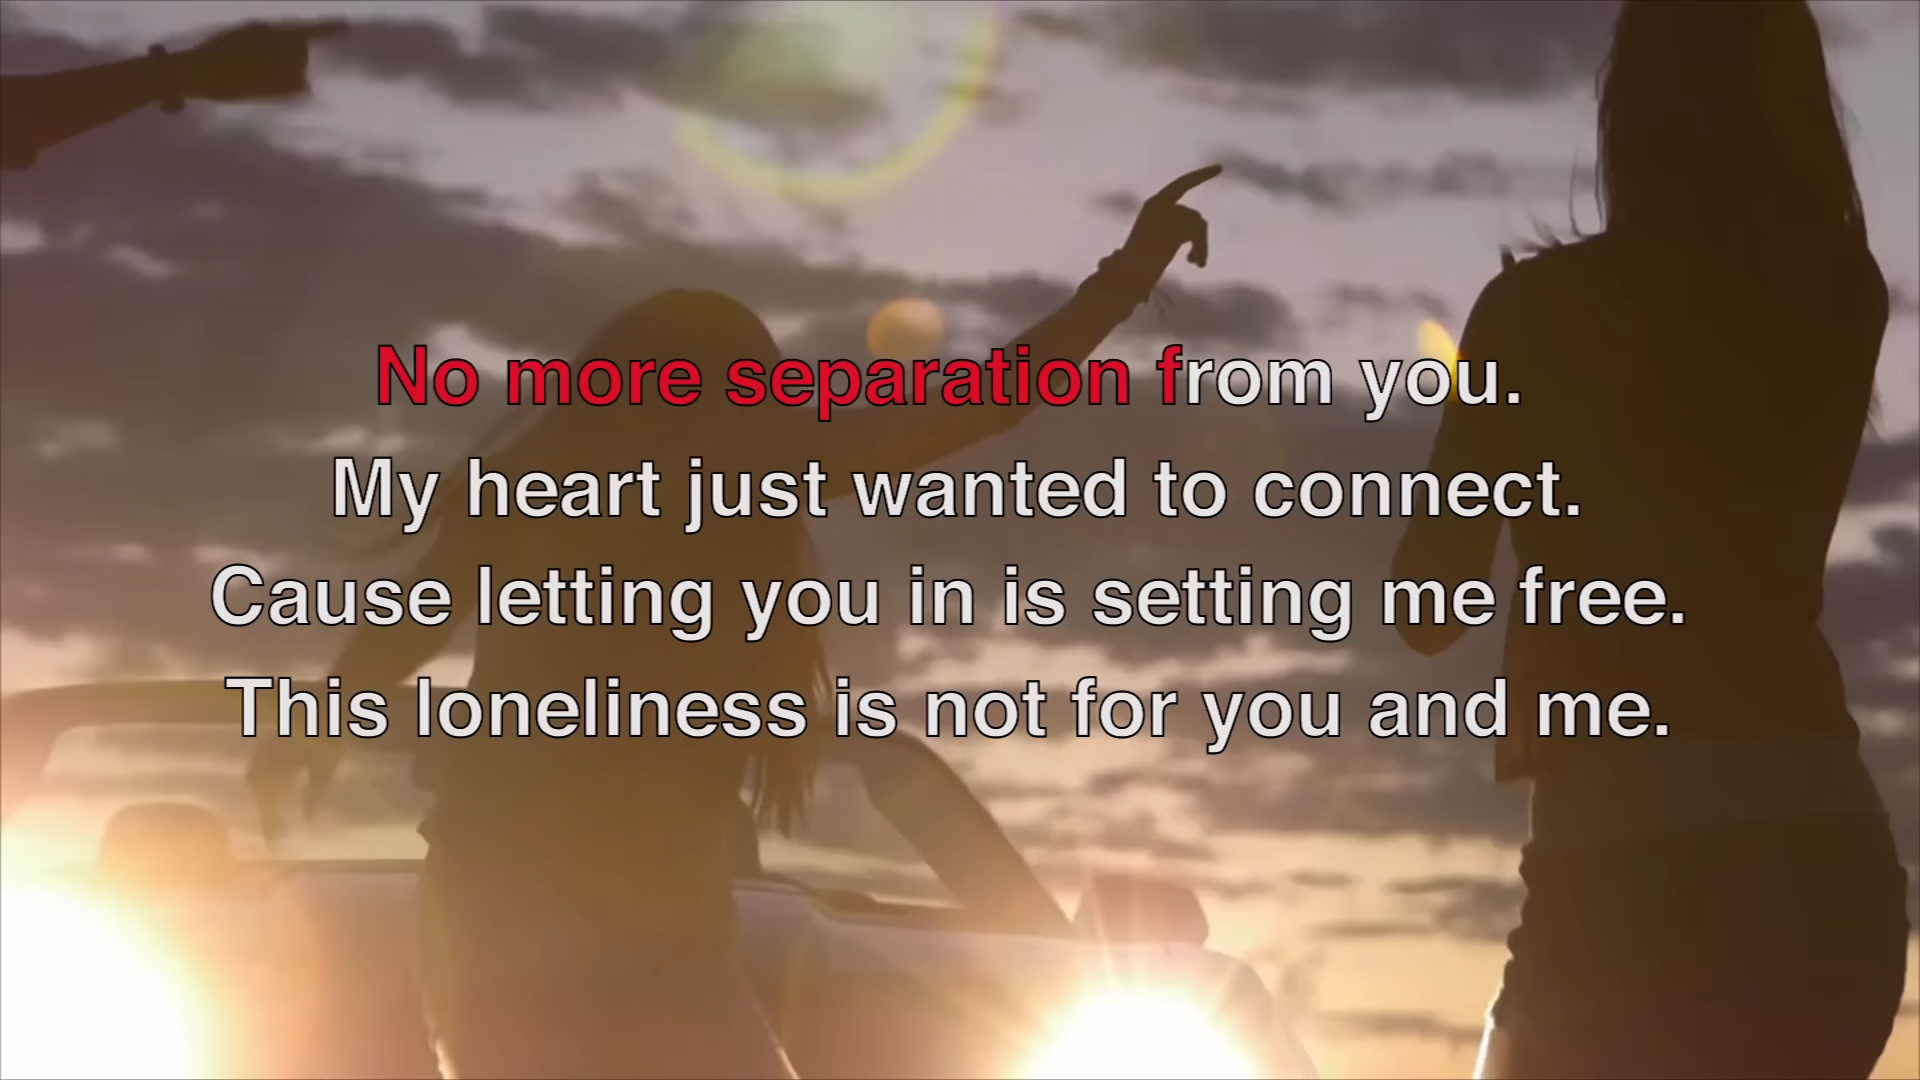 No more separation from you.
My heart just wanted to connect.
Cause letting you in is setting me free.
This loneliness is not for you and me.